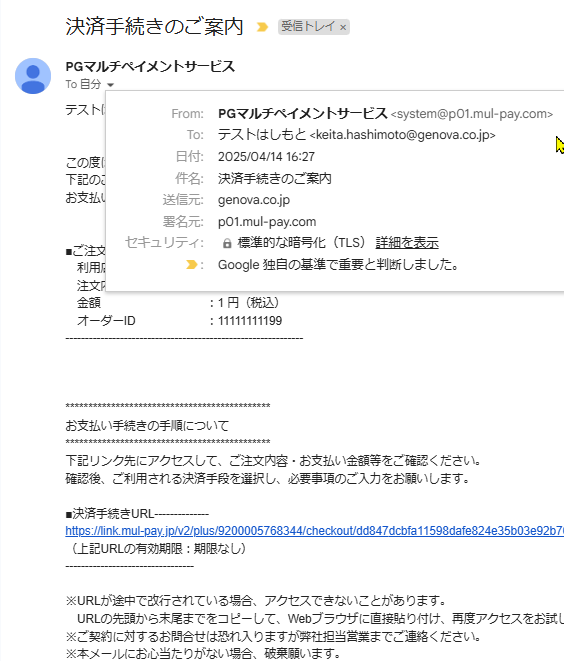 決済手続きのご案内
受信トレイ ×
PGマルチペイメントサービス
To 自分
テストは
From: PGマルチペイメントサービス <system@p01.mul-pay.com>
To: テストはしもと <keita.hashimoto@genova.co.jp>
日付: 2025/04/14 16:27
件名: 決済手続きのご案内
送信元: genova.co.jp
署名元: p01.mul-pay.com
セキュリティ: 標準的な暗号化（TLS） 詳細を表示
: Google 独自の基準で重要と判断しました。
この度
下記のご
お支払い
■ご注文
利用店
注文内
金額 ：1 円（税込）
オーダーID ：11111111199
-------------------------------------------------------------
********************************************
お支払い手続きの手順について
********************************************
下記リンク先にアクセスして、ご注文内容・お支払い金額等をご確認ください。
確認後、ご利用される決済手段を選択し、必要事項のご入力をお願いします。
■決済手続きURL--------------
https://link.mul-pay.jp/v2/plus/9200005768344/checkout/dd847dcbfa11598dafe824e35b03e92b7
（上記URLの有効期限：期限なし）
---------------------------------
※URLが途中で改行されている場合、アクセスできないことがあります。
URLの先頭から末尾までをコピーして、Webブラウザに直接貼り付け、再度アクセスをお試し
※ご契約に対するお問合せは恐れ入りますが弊社担当営業までご連絡ください。
※本メールにお心当たりがない場合、破棄願います。